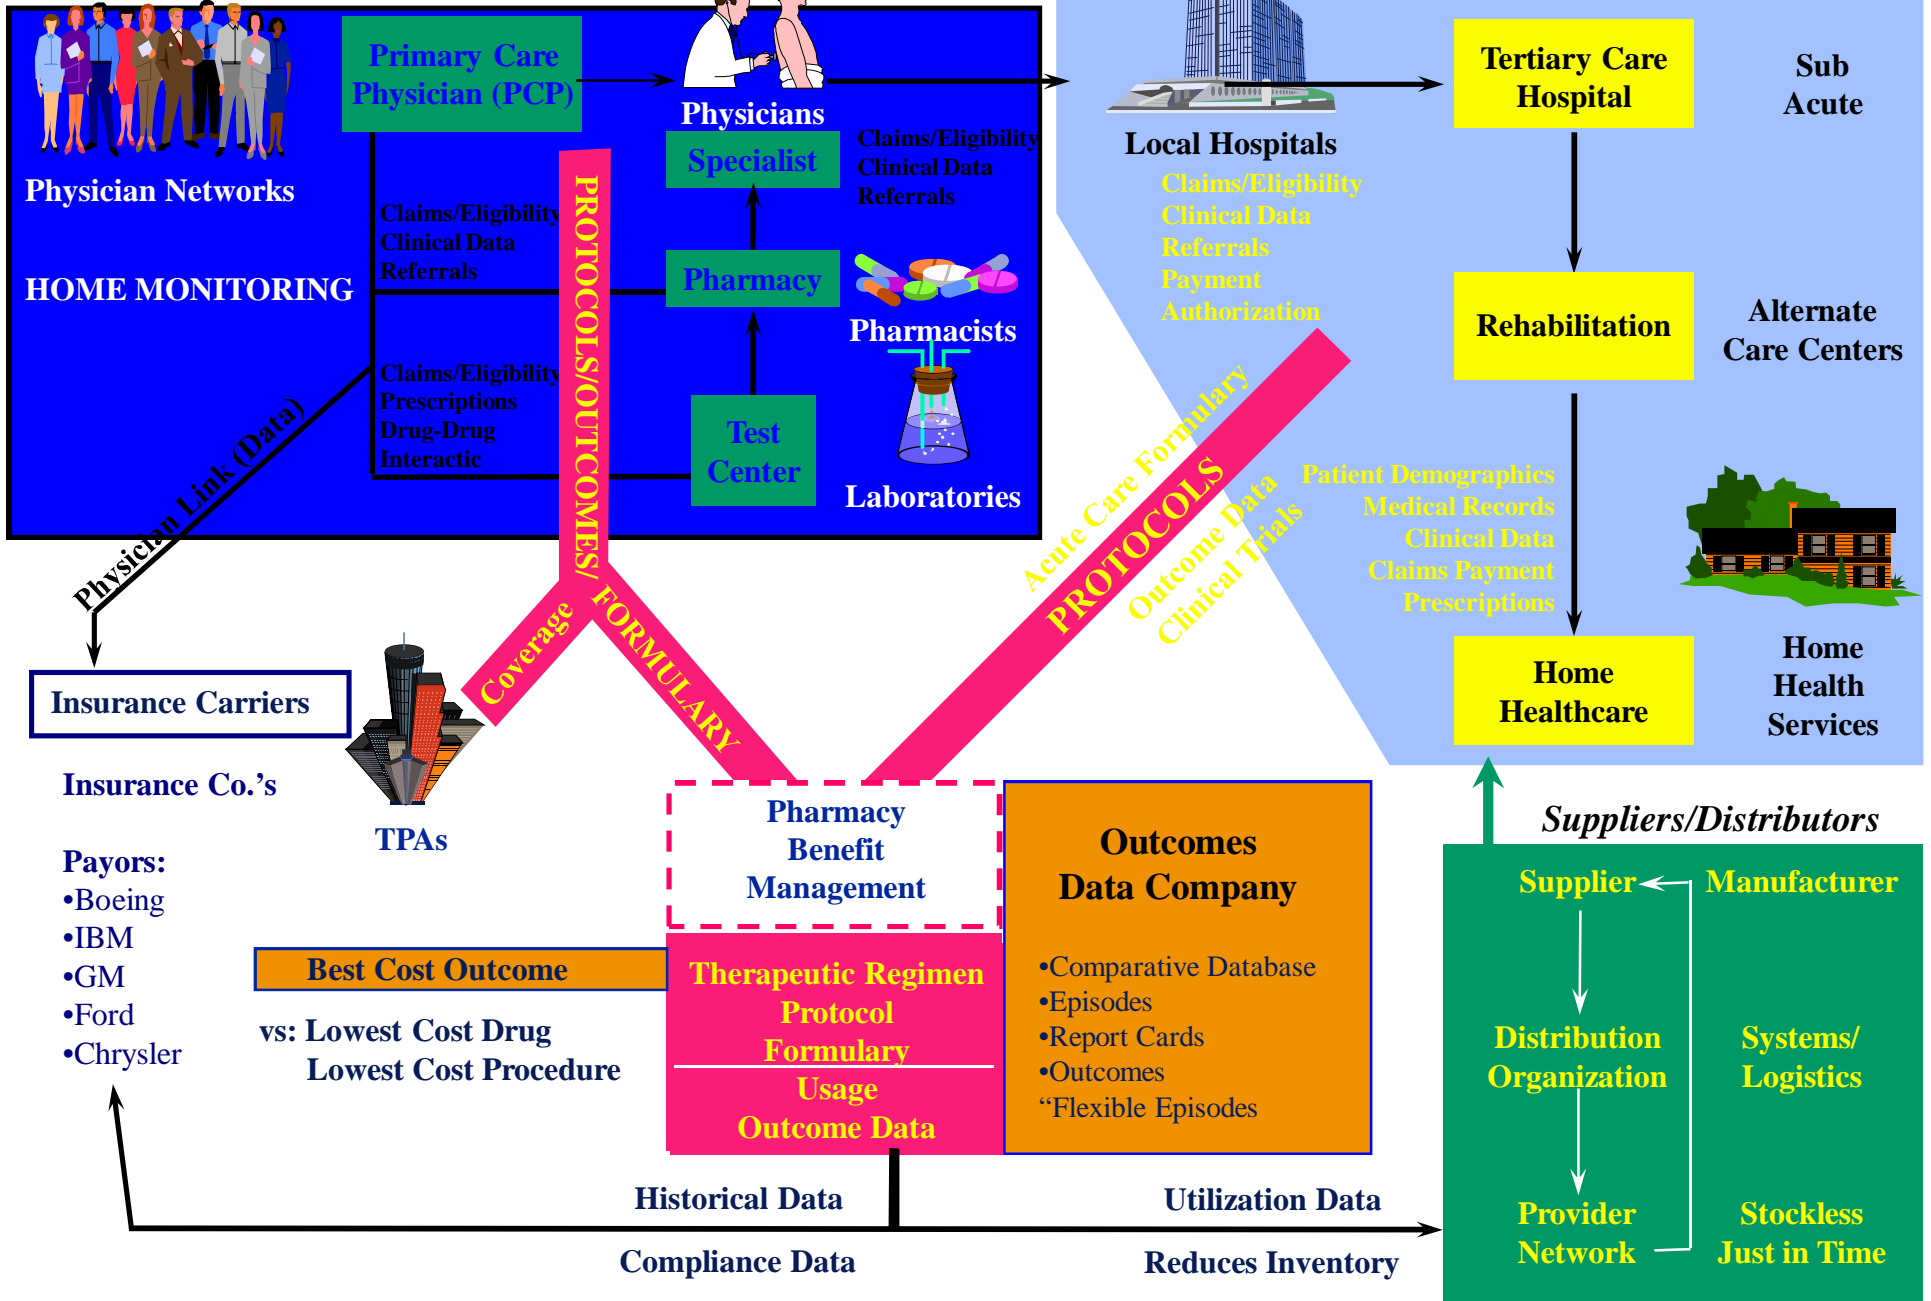 Primary Care
Physician (PCP)
Physicians
Specialist
Claims/Eligibility
Clinical Data
Referrals
Physician Networks
HOME MONITORING
Claims/Eligibility
Clinical Data
Referrals
Pharmacy
Pharmacists
Claims/Eligibility
Prescriptions
Drug-Drug
Interactic
Test
Center
Laboratories
PROTOCOLS/OUTCOMES/
FORMULARY
Coverage
Physician Link (Data)
Local Hospitals
Claims/Eligibility
Clinical Data
Referrals
Payment
Authorization
Tertiary Care
Hospital
Sub
Acute
Rehabilitation
Alternate
Care Centers
Acute Care Formulary
PROTOCOLS
Outcome Data
Clinical Trials
Patient Demographics
Medical Records
Clinical Data
Claims Payment
Prescriptions
Home
Healthcare
Home
Health
Services
Insurance Carriers
Insurance Co.'s
TPAs
Payors:
•Boeing
•IBM
•GM
•Ford
•Chrysler
Best Cost Outcome
vs: Lowest Cost Drug
Lowest Cost Procedure
Pharmacy
Benefit
Management
Therapeutic Regimen
Protocol
Formulary
Usage
Outcome Data
Outcomes
Data Company
•Comparative Database
•Episodes
•Report Cards
•Outcomes
“Flexible Episodes
Suppliers/Distributors
Supplier
Manufacturer
Distribution
Organization
Systems/
Logistics
Provider
Network
Stockless
Just in Time
Historical Data
Utilization Data
Compliance Data
Reduces Inventory